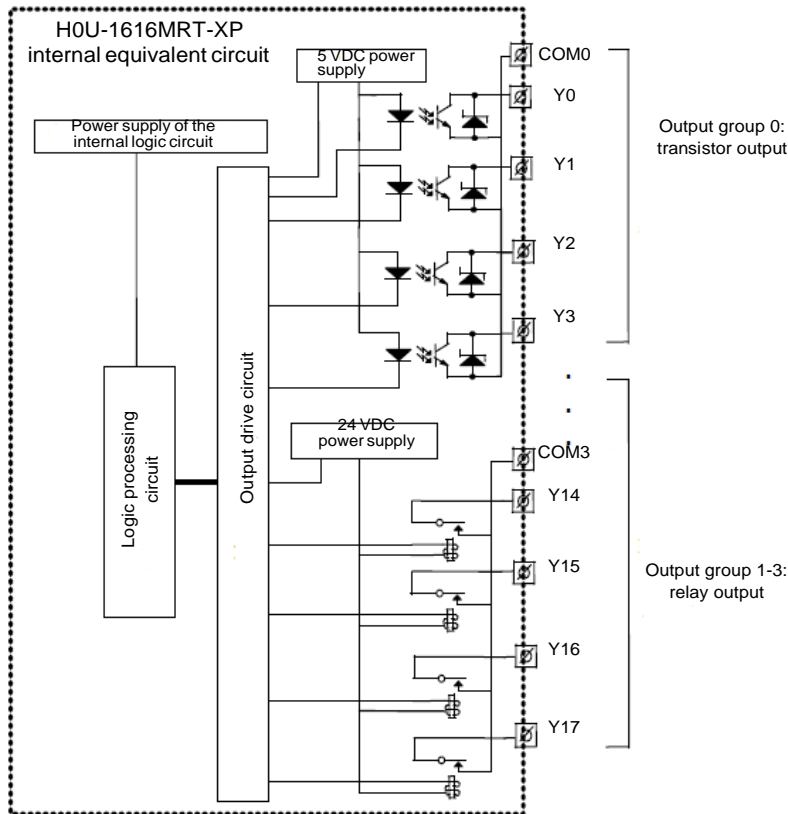 H0U-1616MRT-XP
internal equivalent circuit
5 VDC power
supply
COM0
Y0
Power supply of the
internal logic circuit
Output group 0:
transistor output
Y1
Y2
Y3
Output drive circuit
Logic processing
circuit
24 VDC
power supply
COM3
Y14
Y15
Output group 1-3:
relay output
Y16
Y17